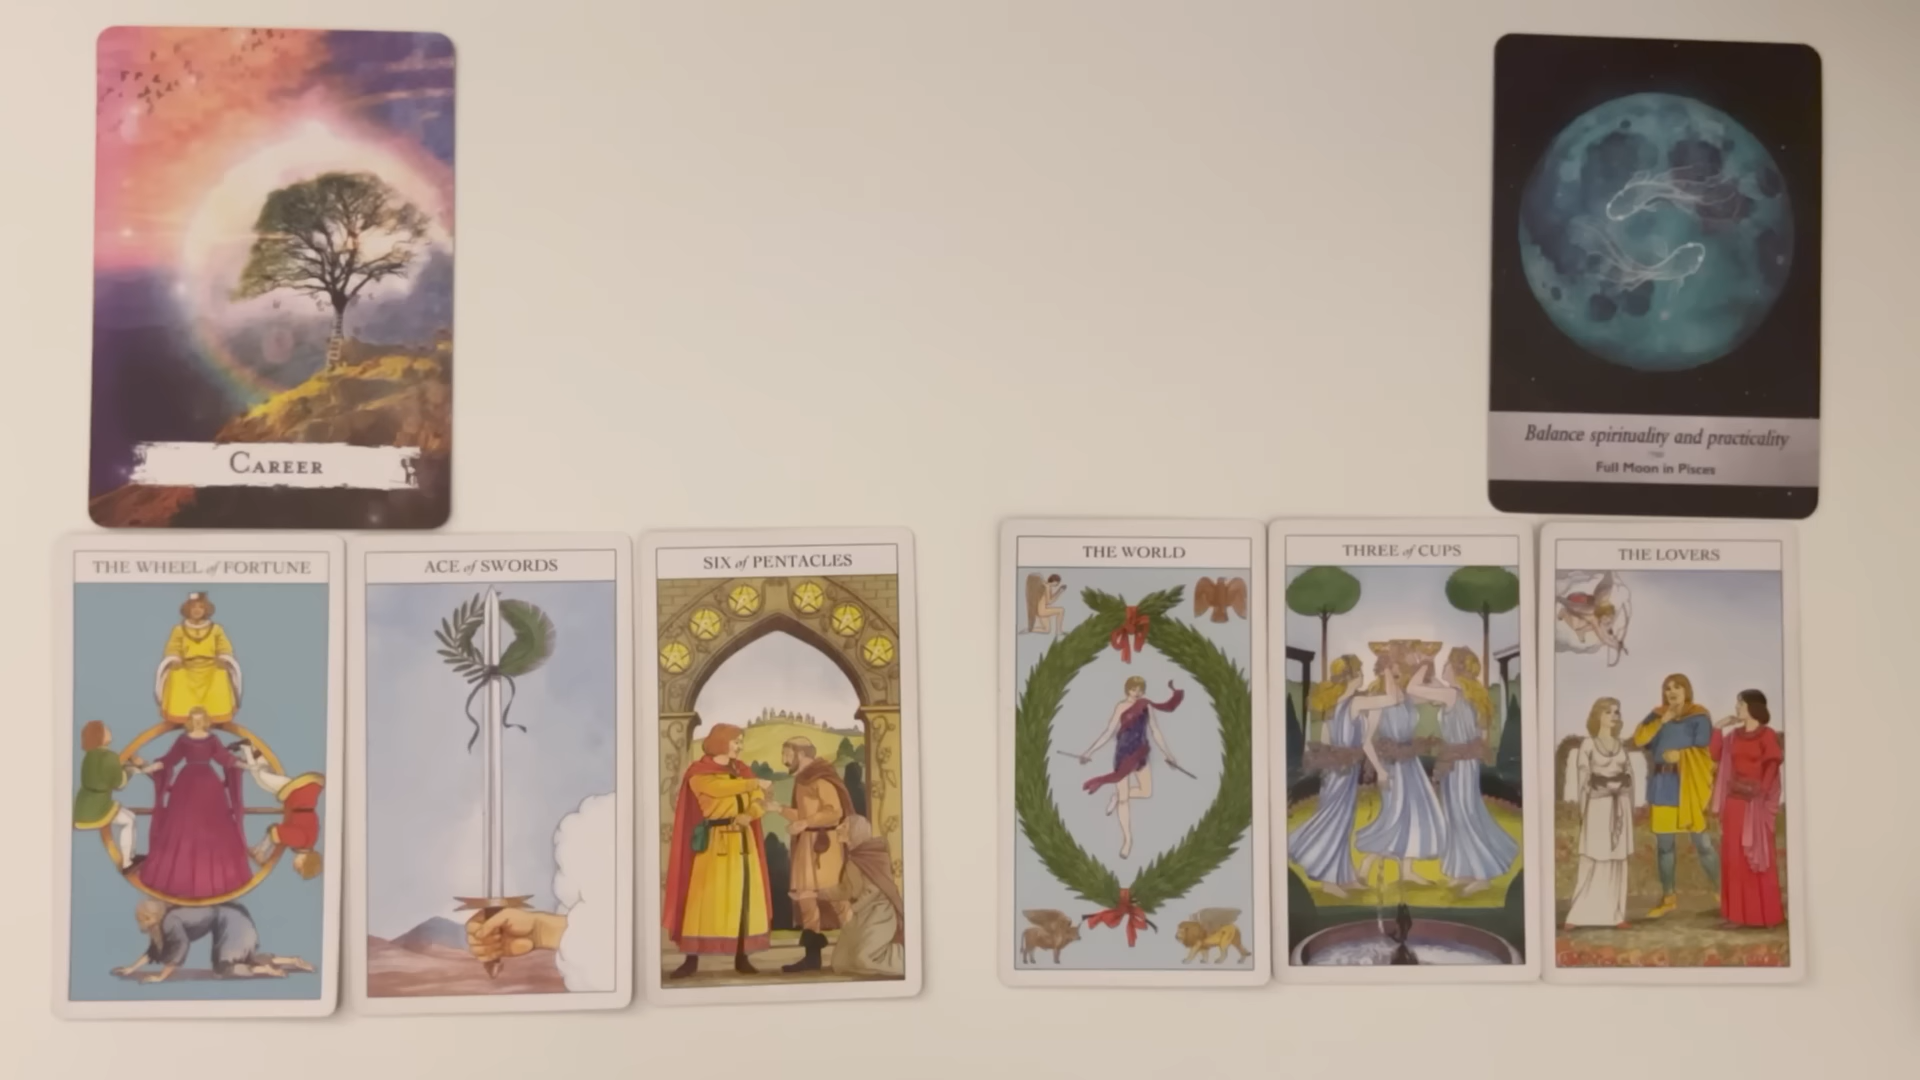 CAREER
Balance spirituality and practicality
Full Moon in Pisces
THE WHEEL of FORTUNE
ACE of SWORDS
SIX of PENTACLES
THE WORLD
THREE of CUPS
THE LOVERS